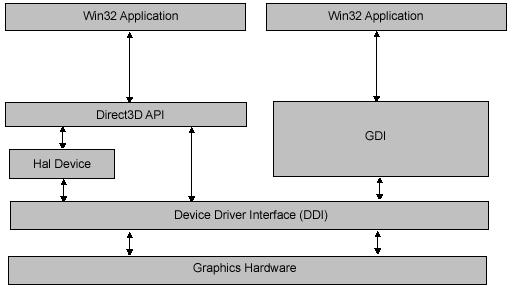 Win32 Application
Win32 Application
Direct3D API
GDI
Hal Device
Device Driver Interface (DDI)
Graphics Hardware